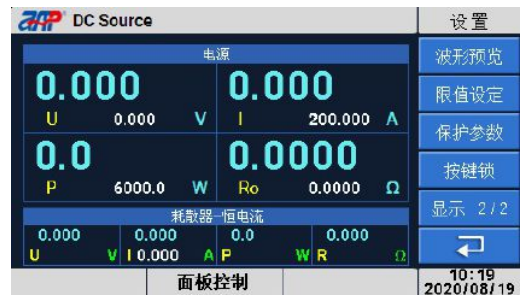 AAP DC Source 设置
电源
0.000 0.000
U 0.000 V I 200.000 A
0.0 0.0000
P 6000.0 W Ro 0.0000 Ω
耗散器-恒电流
0.000 0.000 0.0 0.000
U V I 0.000 A P W R Ω
波形预览
限值设定
保护参数
按键锁
显示 2/2
面板控制
10:19
2020/08/19